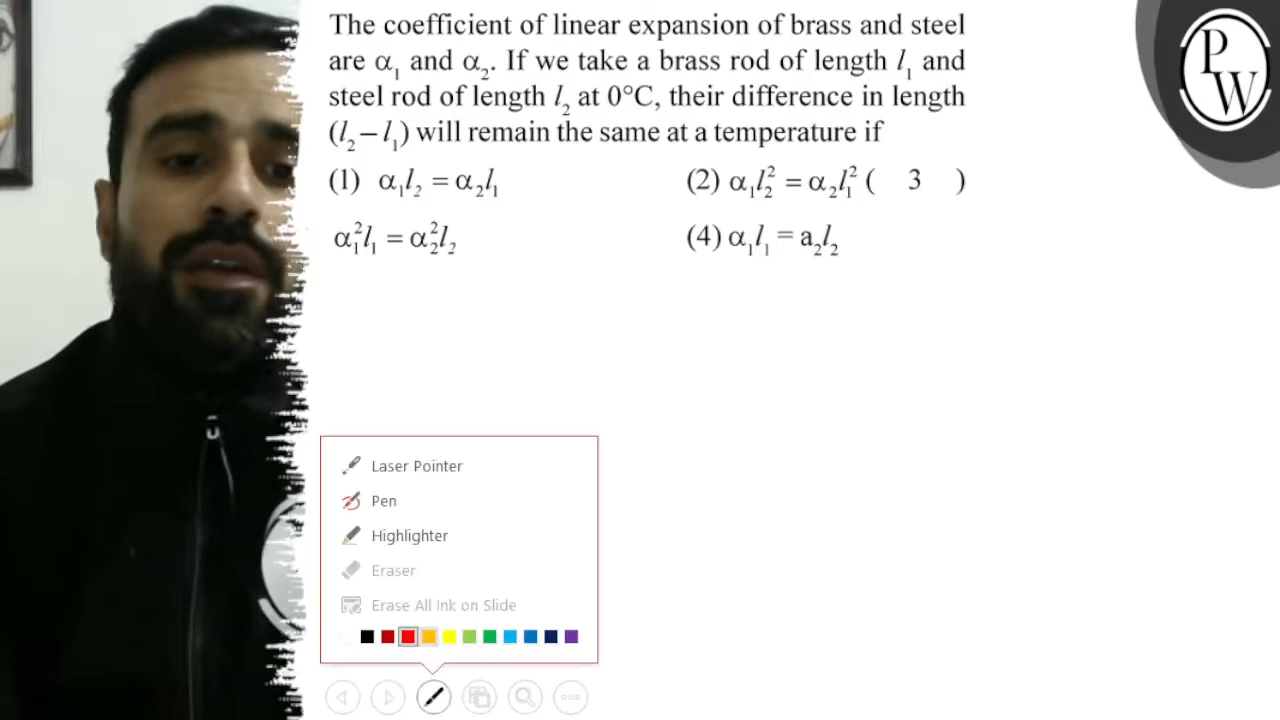 The coefficient of linear expansion of brass and steel
are α₁ and α₂. If we take a brass rod of length l₁ and
steel rod of length l₂ at 0°C, their difference in length
(l₂ – l₁) will remain the same at a temperature if
(1) α₁l₂ = α₂l₁ (2) α₁l₂² = α₂l₁² ( 3 )
α₁²l₁ = α₂²l₂ (4) α₁l₁ = a₂l₂
PW
Laser Pointer
Pen
Highlighter
Eraser
Erase All Ink on Slide